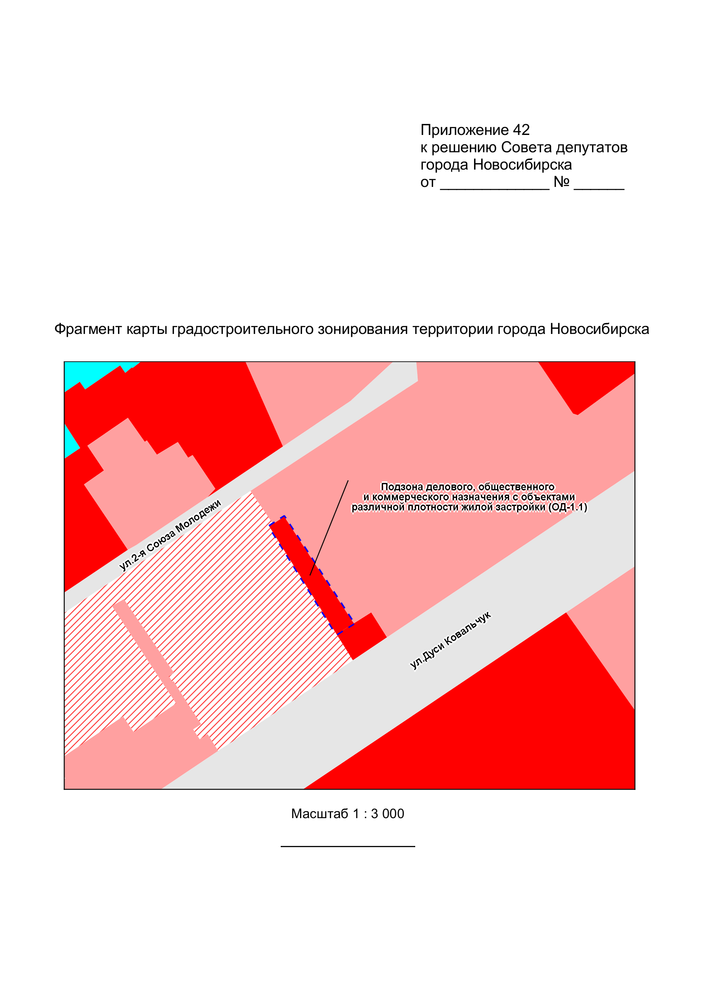 Приложение 42
к решению Совета депутатов
города Новосибирска
от _____________ № ______
Фрагмент карты градостроительного зонирования территории города Новосибирска
Подзона делового, общественного
и коммерческого назначения с объектами
различной плотности жилой застройки (ОД-1.1)
ул.2-я Союза Молодежи
ул.Дуси Ковальчук
Масштаб 1 : 3 000